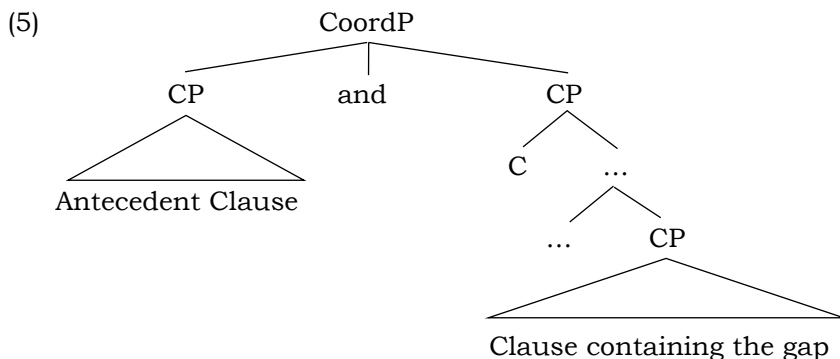 (5) CoordP
CP and CP
C ...
Antecedent Clause
... CP
Clause containing the gap